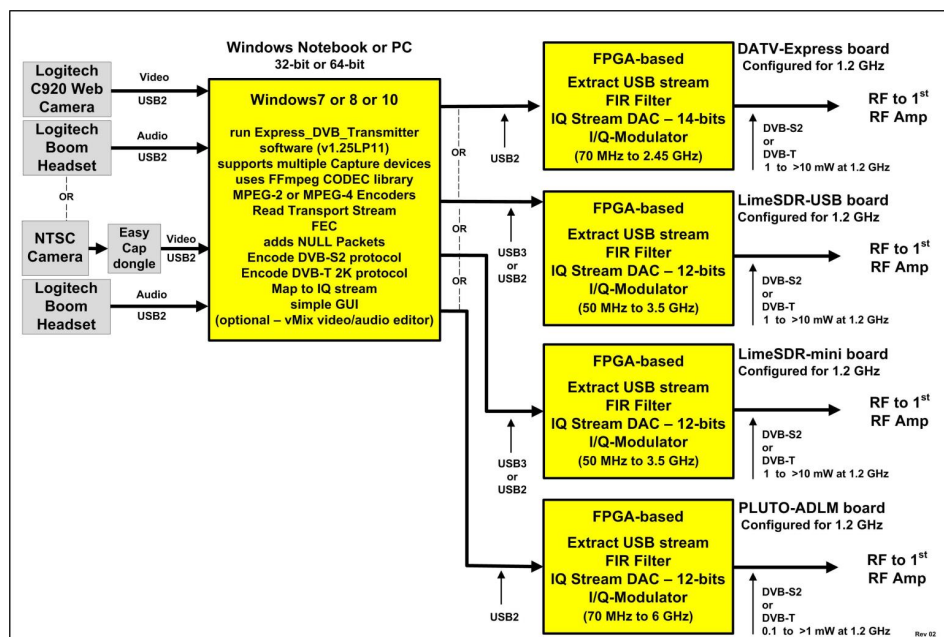 Windows Notebook or PC
32-bit or 64-bit
Logitech
C920 Web
Camera
Video
USB2
Logitech
Boom
Headset
Audio
USB2
OR
NTSC
Camera
Easy
Cap
dongle
Video
USB2
Logitech
Boom
Headset
Audio
USB2
Windows7 or 8 or 10
run Express_DVB_Transmitter
software (v1.25LP11)
supports multiple Capture devices
uses FFmpeg CODEC library
MPEG-2 or MPEG-4 Encoders
Read Transport Stream
FEC
adds NULL Packets
Encode DVB-S2 protocol
Encode DVB-T 2K protocol
Map to IQ stream
simple GUI
(optional – vMix video/audio editor)
OR
OR
OR
USB2
FPGA-based
Extract USB stream
FIR Filter
IQ Stream DAC – 14-bits
I/Q-Modulator
(70 MHz to 2.45 GHz)
DATV-Express board
Configured for 1.2 GHz
RF to 1st
RF Amp
DVB-S2
or
DVB-T
1 to >10 mW at 1.2 GHz
USB3
or
USB2
FPGA-based
Extract USB stream
FIR Filter
IQ Stream DAC – 12-bits
I/Q-Modulator
(50 MHz to 3.5 GHz)
LimeSDR-USB board
Configured for 1.2 GHz
RF to 1st
RF Amp
DVB-S2
or
DVB-T
1 to >10 mW at 1.2 GHz
USB3
or
USB2
FPGA-based
Extract USB stream
FIR Filter
IQ Stream DAC – 12-bits
I/Q-Modulator
(50 MHz to 3.5 GHz)
LimeSDR-mini board
Configured for 1.2 GHz
RF to 1st
RF Amp
DVB-S2
or
DVB-T
1 to >10 mW at 1.2 GHz
USB2
FPGA-based
Extract USB stream
FIR Filter
IQ Stream DAC – 12-bits
I/Q-Modulator
(70 MHz to 6 GHz)
PLUTO-ADLM board
Configured for 1.2 GHz
RF to 1st
RF Amp
DVB-S2
or
DVB-T
0.1 to >1 mW at 1.2 GHz
Rev 02